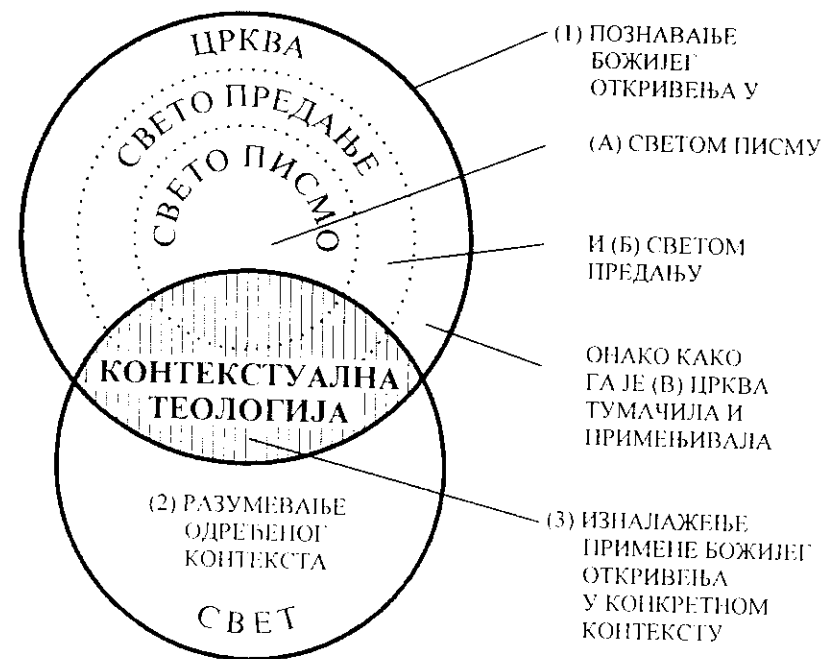 ЦРКВА
СВЕТО ПРЕДАЊЕ
СВЕТО ПИСМО
КОНТЕКСТУАЛНА
ТЕОЛОГИЈА
(2) РАЗУМЕВАЊЕ
ОДРЕЂЕНОГ
КОНТЕКСТА
СВЕТ
(1) ПОЗНАВАЊЕ
БОЖИЈЕГ
ОТКРИВЕЊА У
(А) СВЕТОМ ПИСМУ
И (Б) СВЕТОМ
ПРЕДАЊУ
ОНАКО КАКО
ГА ЈЕ (В) ЦРКВА
ТУМАЧИЛА И
ПРИМЕЊИВАЛА
(3) ИЗНАЛАЖЕЊЕ
ПРИМЕНЕ БОЖИЈЕГ
ОТКРИВЕЊА
У КОНКРЕТНОМ
КОНТЕКСТУ